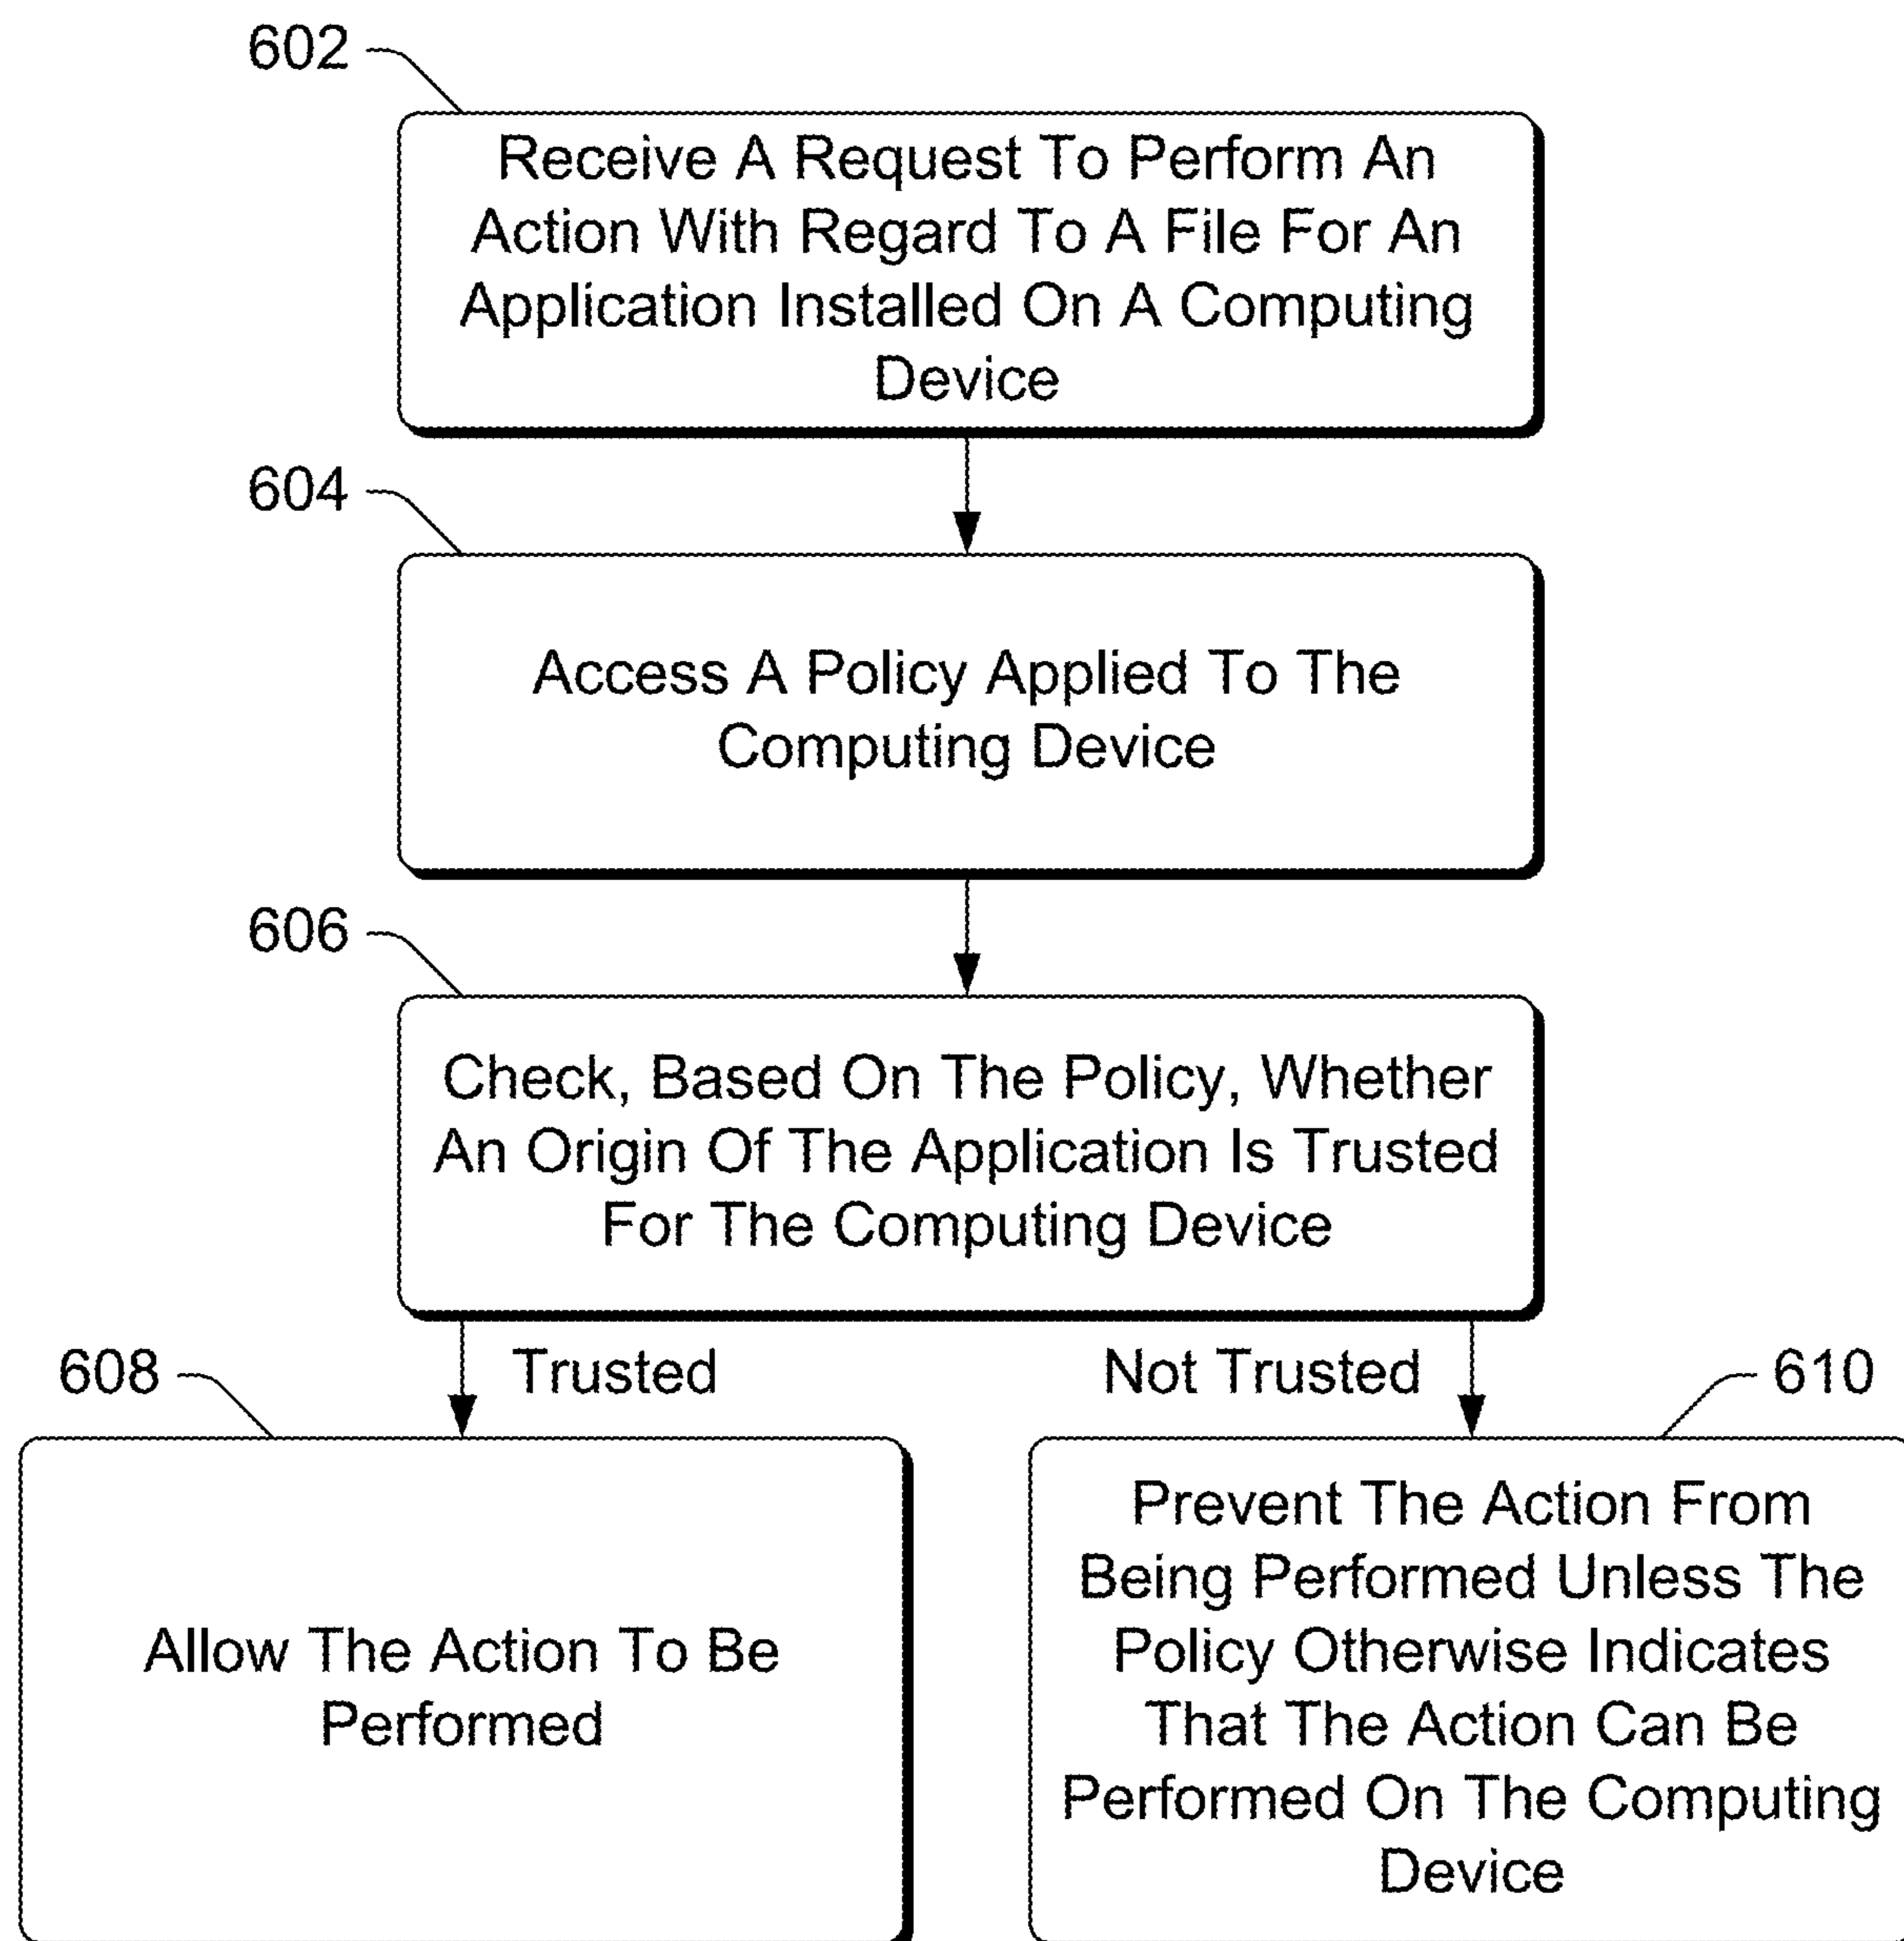 602
Receive A Request To Perform An
Action With Regard To A File For An
Application Installed On A Computing
Device
604
Access A Policy Applied To The
Computing Device
606
Check, Based On The Policy, Whether
An Origin Of The Application Is Trusted
For The Computing Device
608
Trusted
Not Trusted
610
Allow The Action To Be
Performed
Prevent The Action From
Being Performed Unless The
Policy Otherwise Indicates
That The Action Can Be
Performed On The Computing
Device